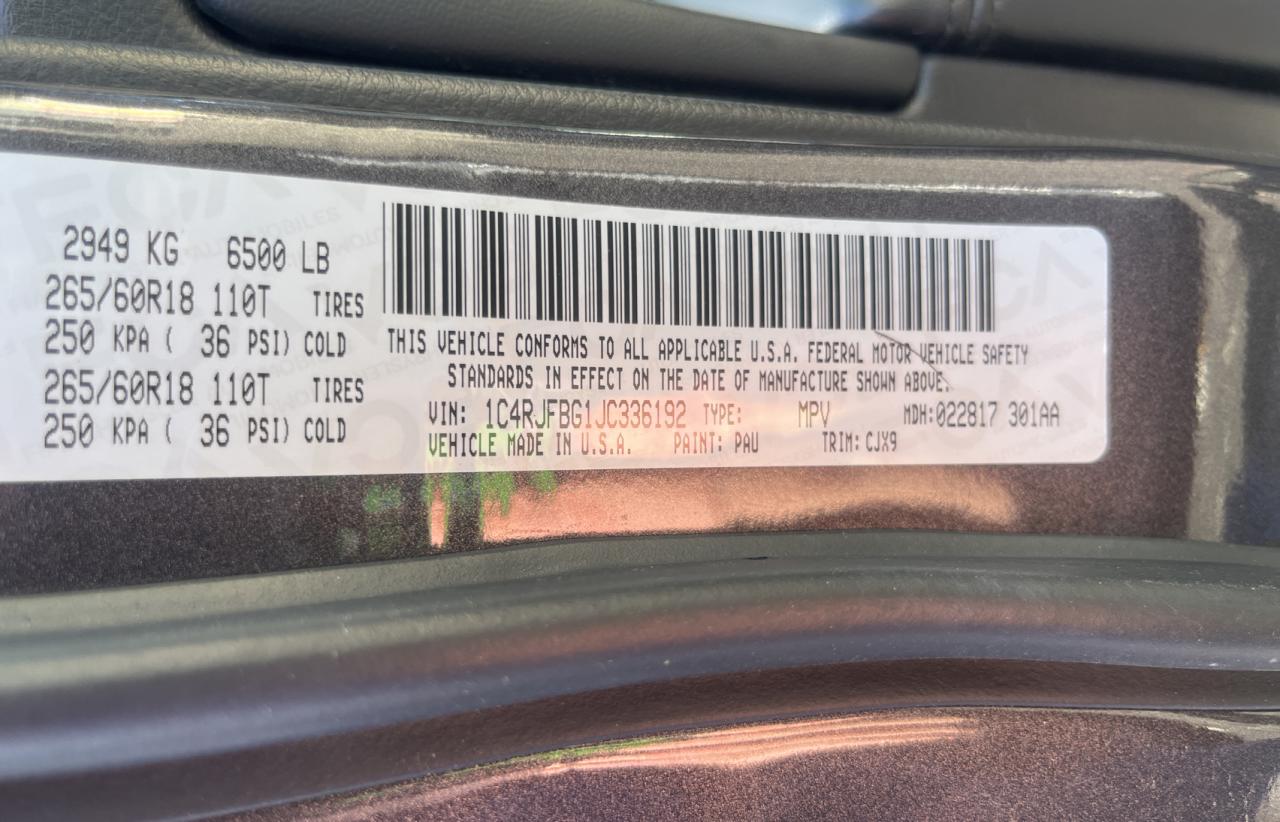 2949 KG 6500 LB
265/60R18 110T TIRES
250 KPA ( 36 PSI) COLD
265/60R18 110T TIRES
250 KPA ( 36 PSI) COLD
THIS VEHICLE CONFORMS TO ALL APPLICABLE U.S.A. FEDERAL MOTOR VEHICLE SAFETY
STANDARDS IN EFFECT ON THE DATE OF MANUFACTURE SHOWN ABOVE.
VIN: 1C4RJFBG1JC336192 TYPE: MPV MDH:022817 301AA
VEHICLE MADE IN U.S.A. PAINT: PAU TRIM: CJX9